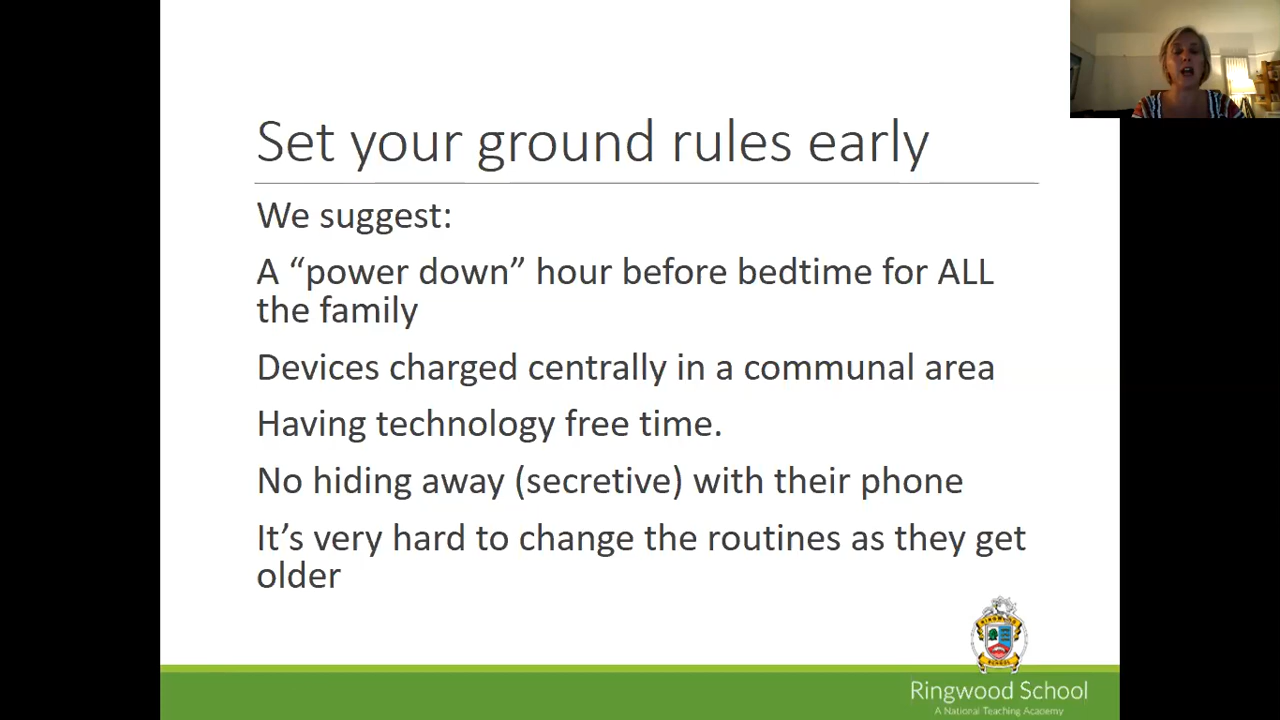 Set your ground rules early
We suggest:
A “power down” hour before bedtime for ALL
the family
Devices charged centrally in a communal area
Having technology free time.
No hiding away (secretive) with their phone
It’s very hard to change the routines as they get
older
RINGWOOD
SCHOOL
Ringwood School
A National Teaching Academy